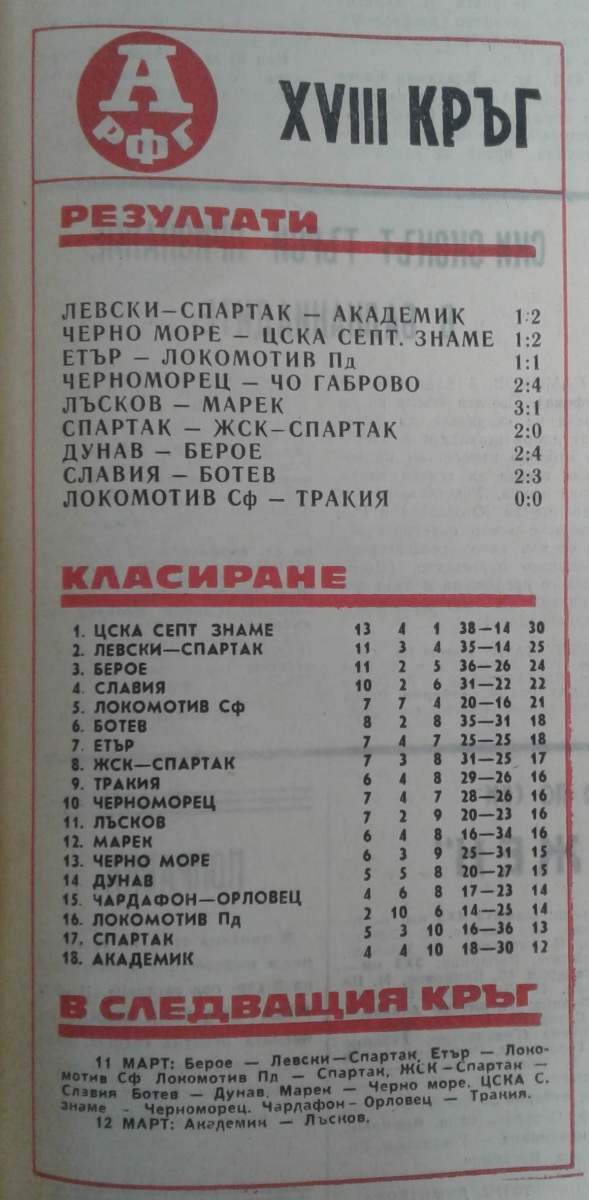 А
РФГ
XVIII КРЪГ
РЕЗУЛТАТИ
ЛЕВСКИ—СПАРТАК — АКАДЕМИК 1:2
ЧЕРНО МОРЕ — ЦСКА СЕПТ. ЗНАМЕ 1:2
ЕТЪР — ЛОКОМОТИВ Пд 1:1
ЧЕРНОМОРЕЦ — ЧО ГАБРОВО 2:4
ЛЪСКОВ — МАРЕК 3:1
СПАРТАК — ЖСК—СПАРТАК 2:0
ДУНАВ — БЕРОЕ 2:4
СЛАВИЯ — БОТЕВ 2:3
ЛОКОМОТИВ Сф — ТРАКИЯ 0:0
КЛАСИРАНЕ
1. ЦСКА СЕПТ ЗНАМЕ 13 4 1 38—14 30
2. ЛЕВСКИ—СПАРТАК 11 3 4 35—14 25
3. БЕРОЕ 11 2 5 36—26 24
4. СЛАВИЯ 10 2 6 31—22 22
5. ЛОКОМОТИВ Сф 7 7 4 20—16 21
6. БОТЕВ 8 2 8 35—31 18
7. ЕТЪР 7 4 7 25—25 18
8. ЖСК—СПАРТАК 7 3 8 31—25 17
9. ТРАКИЯ 6 4 8 29—26 16
10. ЧЕРНОМОРЕЦ 7 4 7 28—26 16
11. ЛЪСКОВ 7 2 9 20—23 16
12. МАРЕК 6 4 8 16—34 16
13. ЧЕРНО МОРЕ 6 3 9 25—31 15
14 ДУНАВ 5 5 8 20—27 15
15. ЧАРДАФОН—ОРЛОВЕЦ 4 6 8 17—23 14
16. ЛОКОМОТИВ Пд 2 10 6 14—25 14
17. СПАРТАК 5 3 10 16—36 13
18. АКАДЕМИК 4 4 10 18—30 12
В СЛЕДВАЩИЯ КРЪГ
11 МАРТ: Берое — Левски—Спартак, Етър — Локо-
мотив Сф Локомотив Пд — Спартак, ЖСК—Спартак —
Славия Ботев — Дунав, Марек — Черно море, ЦСКА С.
знаме - Черноморец. Чардафон-Орловец — Тракия.
12 МАРТ: Академин — Лъсков.